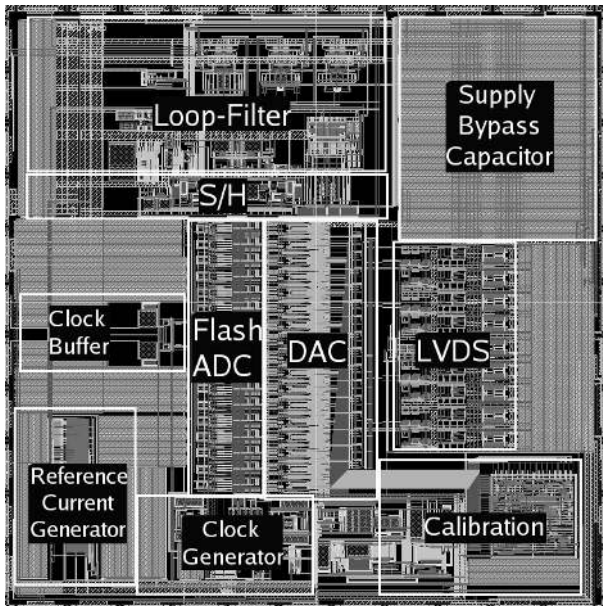 Loop-Filter
Supply
Bypass
Capacitor
S/H
Clock
Buffer
Flash
ADC
DAC
LVDS
Reference
Current
Generator
Clock
Generator
Calibration